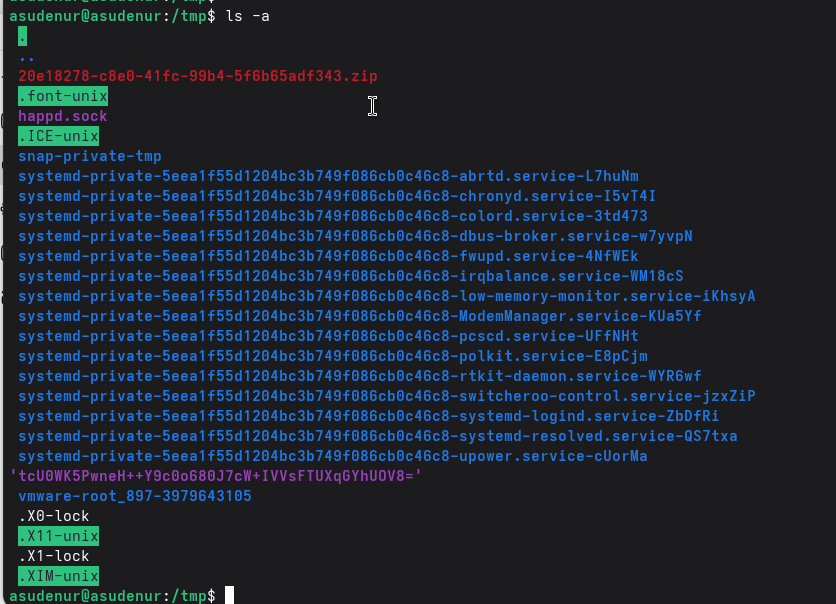 asudenur@asudenur:/tmp$ ls -a
.
..
20e18278-c8e0-41fc-99b4-5f6b65adf343.zip
.font-unix
happd.sock
.ICE-unix
snap-private-tmp
systemd-private-5eea1f55d1204bc3b749f086cb0c46c8-abrtd.service-L7huNm
systemd-private-5eea1f55d1204bc3b749f086cb0c46c8-chronyd.service-I5vT4I
systemd-private-5eea1f55d1204bc3b749f086cb0c46c8-colord.service-3td473
systemd-private-5eea1f55d1204bc3b749f086cb0c46c8-dbus-broker.service-w7yvpN
systemd-private-5eea1f55d1204bc3b749f086cb0c46c8-fwupd.service-4NfWEk
systemd-private-5eea1f55d1204bc3b749f086cb0c46c8-irqbalance.service-WM18cS
systemd-private-5eea1f55d1204bc3b749f086cb0c46c8-low-memory-monitor.service-iKhsyA
systemd-private-5eea1f55d1204bc3b749f086cb0c46c8-ModemManager.service-KUa5Yf
systemd-private-5eea1f55d1204bc3b749f086cb0c46c8-pcscd.service-UFfNHt
systemd-private-5eea1f55d1204bc3b749f086cb0c46c8-polkit.service-E8pCjm
systemd-private-5eea1f55d1204bc3b749f086cb0c46c8-rtkit-daemon.service-WYR6wf
systemd-private-5eea1f55d1204bc3b749f086cb0c46c8-switcheroo-control.service-jzxZiP
systemd-private-5eea1f55d1204bc3b749f086cb0c46c8-systemd-logind.service-ZbDfRi
systemd-private-5eea1f55d1204bc3b749f086cb0c46c8-systemd-resolved.service-QS7txa
systemd-private-5eea1f55d1204bc3b749f086cb0c46c8-upower.service-cUorMa
'tcU0WK5PwneH++Y9c0o680J7cW+IVVsFTUXqGYhUOV8='
vmware-root_897-3979643105
.X0-lock
.X11-unix
.X1-lock
.XIM-unix
asudenur@asudenur:/tmp$